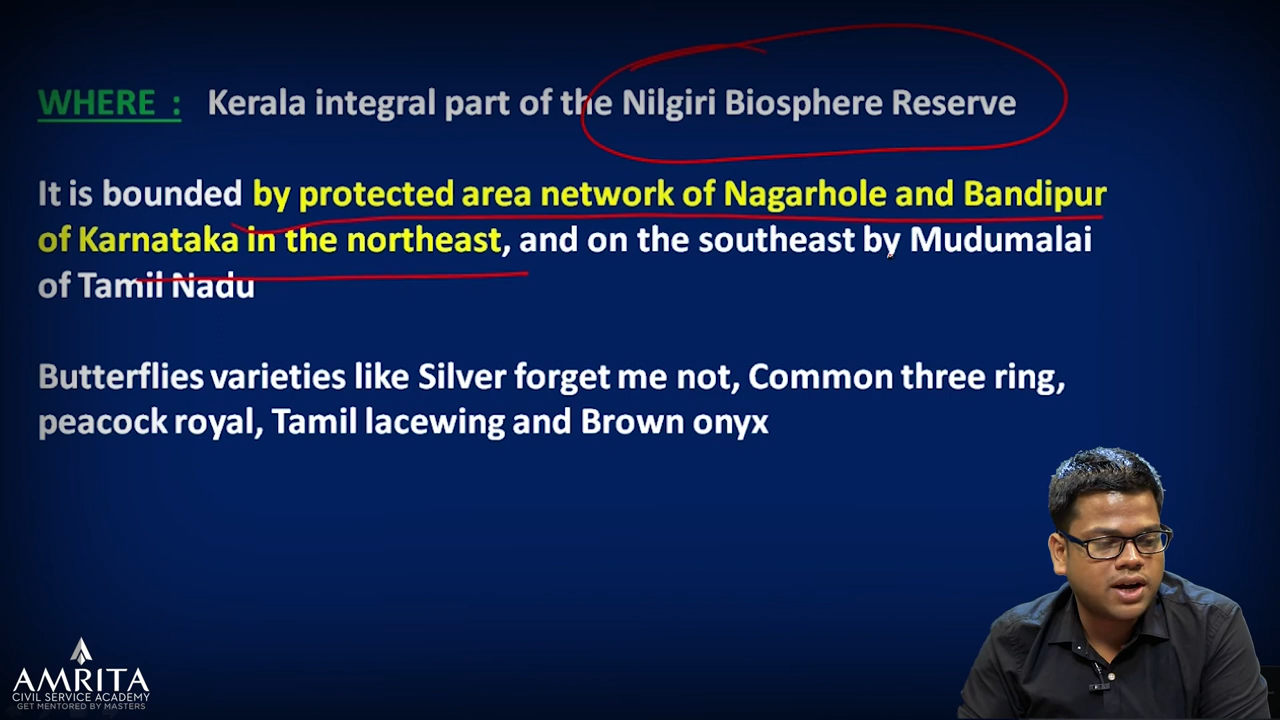 WHERE : Kerala integral part of the Nilgiri Biosphere Reserve
It is bounded by protected area network of Nagarhole and Bandipur
of Karnataka in the northeast, and on the southeast by Mudumalai
of Tamil Nadu
Butterflies varieties like Silver forget me not, Common three ring,
peacock royal, Tamil lacewing and Brown onyx
AMRITA
CIVIL SERVICE ACADEMY
GET MENTORED BY MASTERS